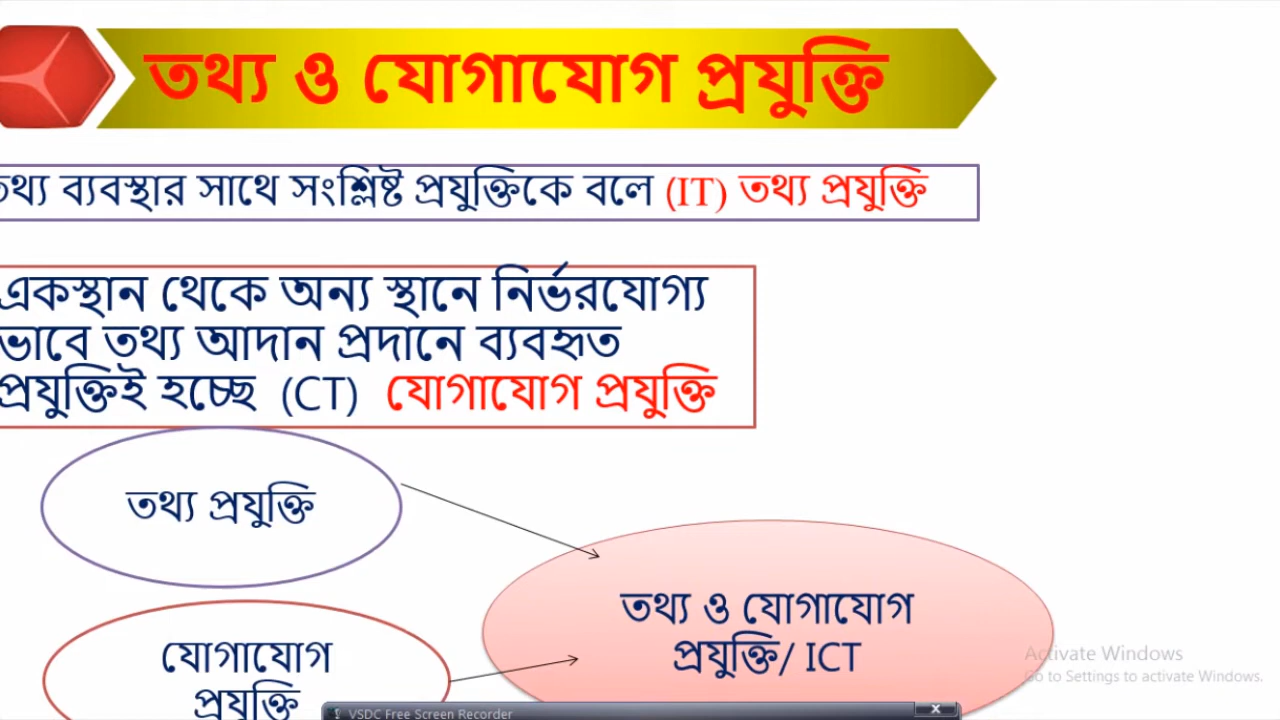 তথ্য ও যোগাযোগ প্রযুক্তি
তথ্য ব্যবস্থার সাথে সংশ্লিষ্ট প্রযুক্তিকে বলে (IT) তথ্য প্রযুক্তি
একস্থান থেকে অন্য স্থানে নির্ভরযোগ্য
ভাবে তথ্য আদান প্রদানে ব্যবহৃত
প্রযুক্তিই হচ্ছে (CT) যোগাযোগ প্রযুক্তি
তথ্য প্রযুক্তি
তথ্য ও যোগাযোগ
প্রযুক্তি/ ICT
যোগাযোগ
প্রযুক্তি
Activate Windows
Go to Settings to activate Windows.
VSDC Free Screen Recorder